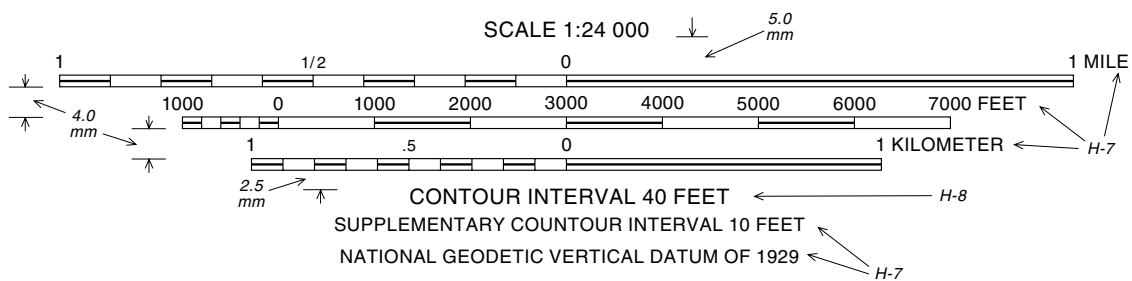 SCALE 1:24 000
5.0
mm
1 1/2 0 1 MILE
1000 0 1000 2000 3000 4000 5000 6000 7000 FEET
4.0
mm
H-7
1 .5 0 1 KILOMETER
2.5
mm
CONTOUR INTERVAL 40 FEET
H-8
SUPPLEMENTARY COUNTOUR INTERVAL 10 FEET
NATIONAL GEODETIC VERTICAL DATUM OF 1929
H-7